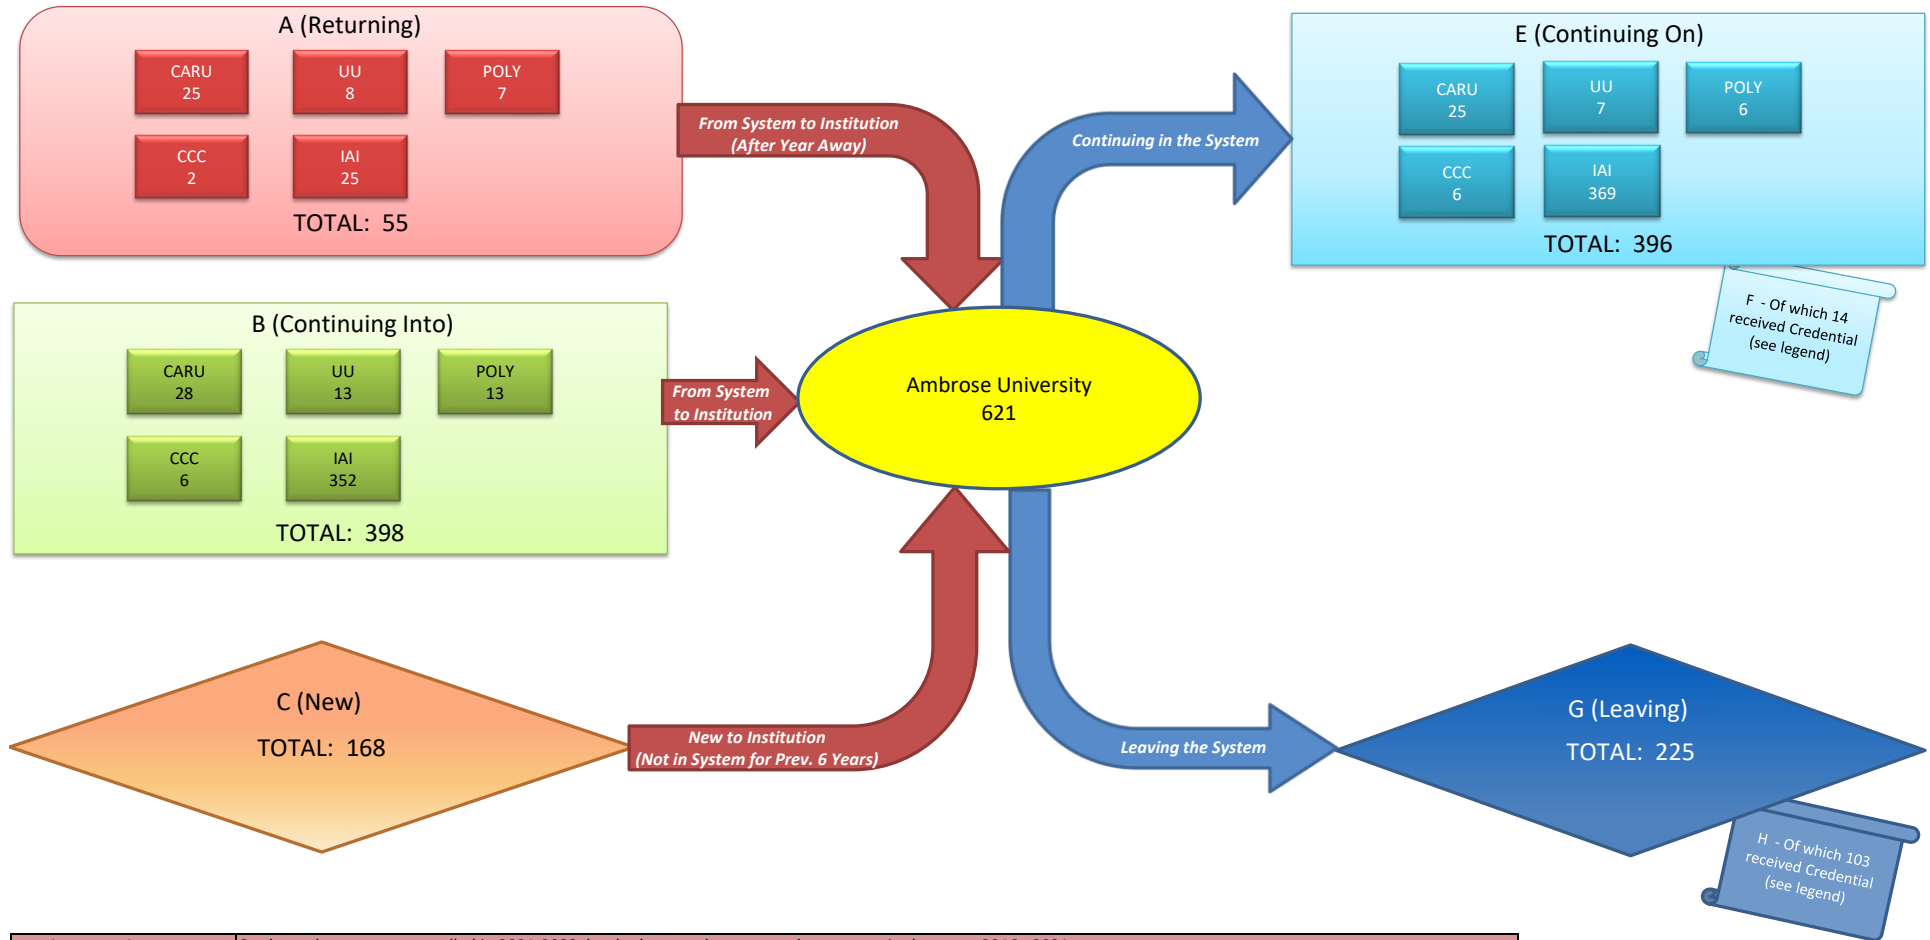 A (Returning)
CARU
25
UU
8
POLY
7
CCC
2
IAI
25
TOTAL: 55
From System to Institution
(After Year Away)
Continuing in the System
E (Continuing On)
CARU
25
UU
7
POLY
6
CCC
6
IAI
369
TOTAL: 396
F - Of which 14
received Credential
(see legend)
B (Continuing Into)
CARU
28
UU
13
POLY
13
CCC
6
IAI
352
TOTAL: 398
From System
to Institution
Ambrose University
621
C (New)
TOTAL: 168
New to Institution
(Not in System for Prev. 6 Years)
Leaving the System
G (Leaving)
TOTAL: 225
H - Of which 103
received Credential
(see legend)